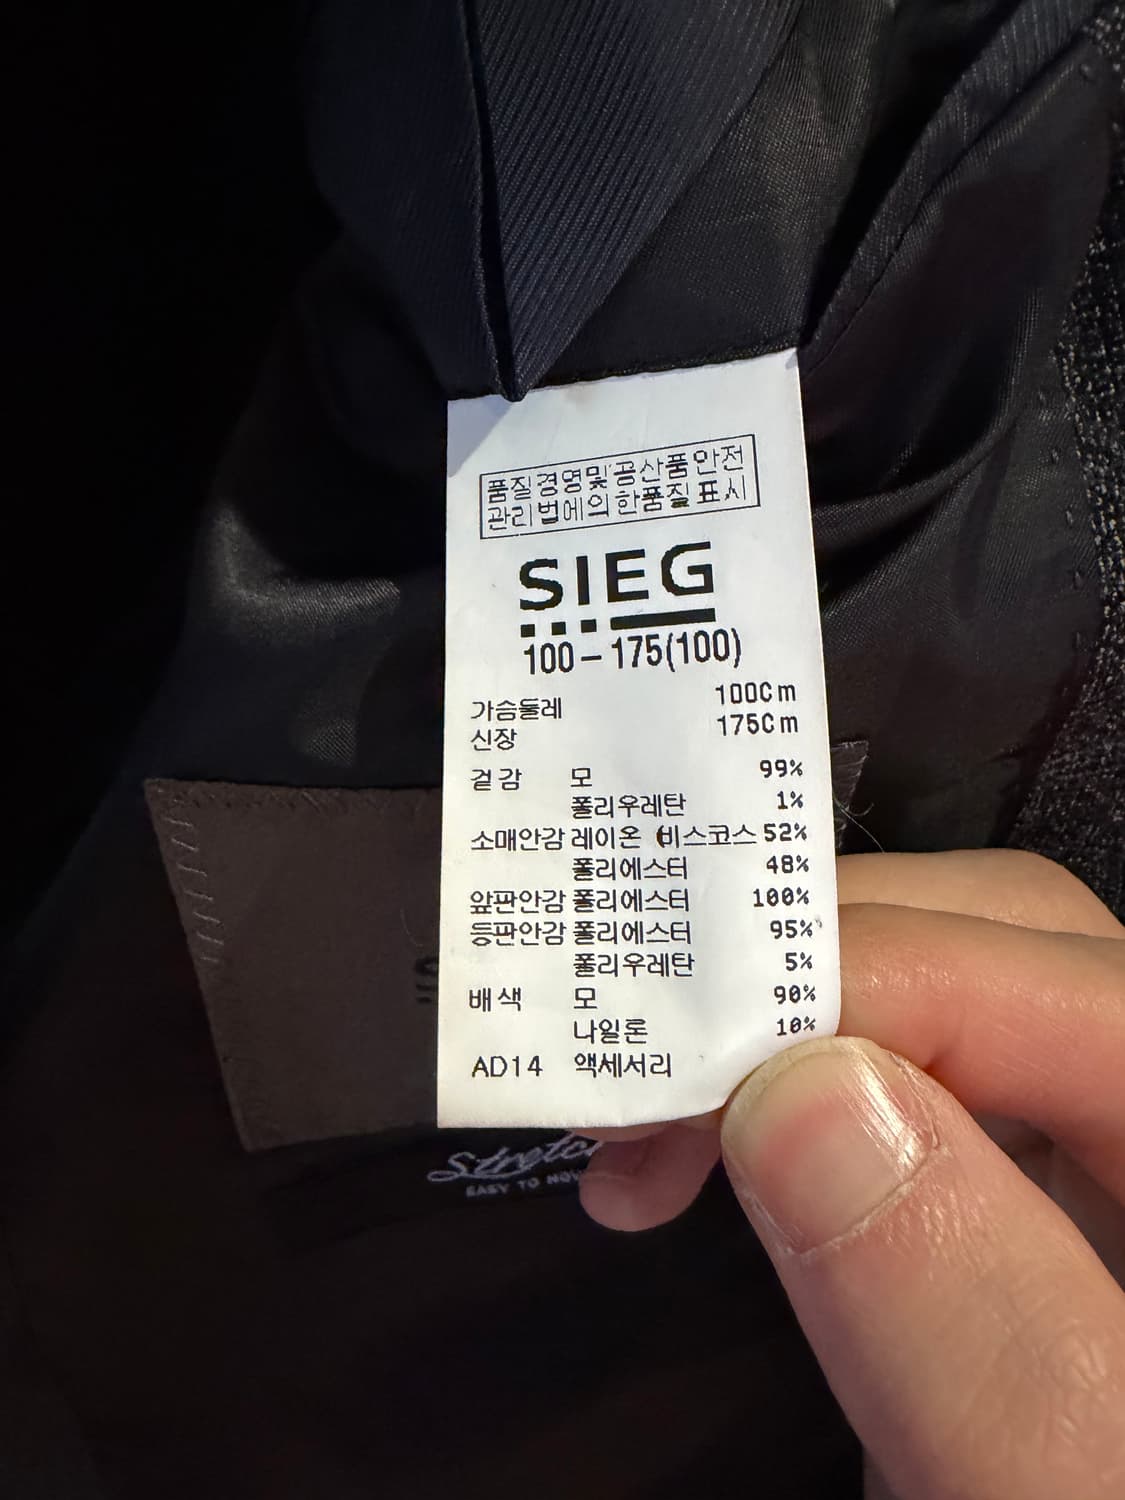 품질경영및공산품안전
관리법에의한품질표시
SIEG
100-175(100)
가슴둘레 100Cm
신장 175Cm
겉감 모 99%
폴리우레탄 1%
소매안감 레이온 (비스코스 52%
폴리에스터 48%
앞판안감 폴리에스터 100%
등판안감 폴리에스터 95%
폴리우레탄 5%
배색 모 90%
나일론 10%
AD14 액세서리
Stretch
EASY TO